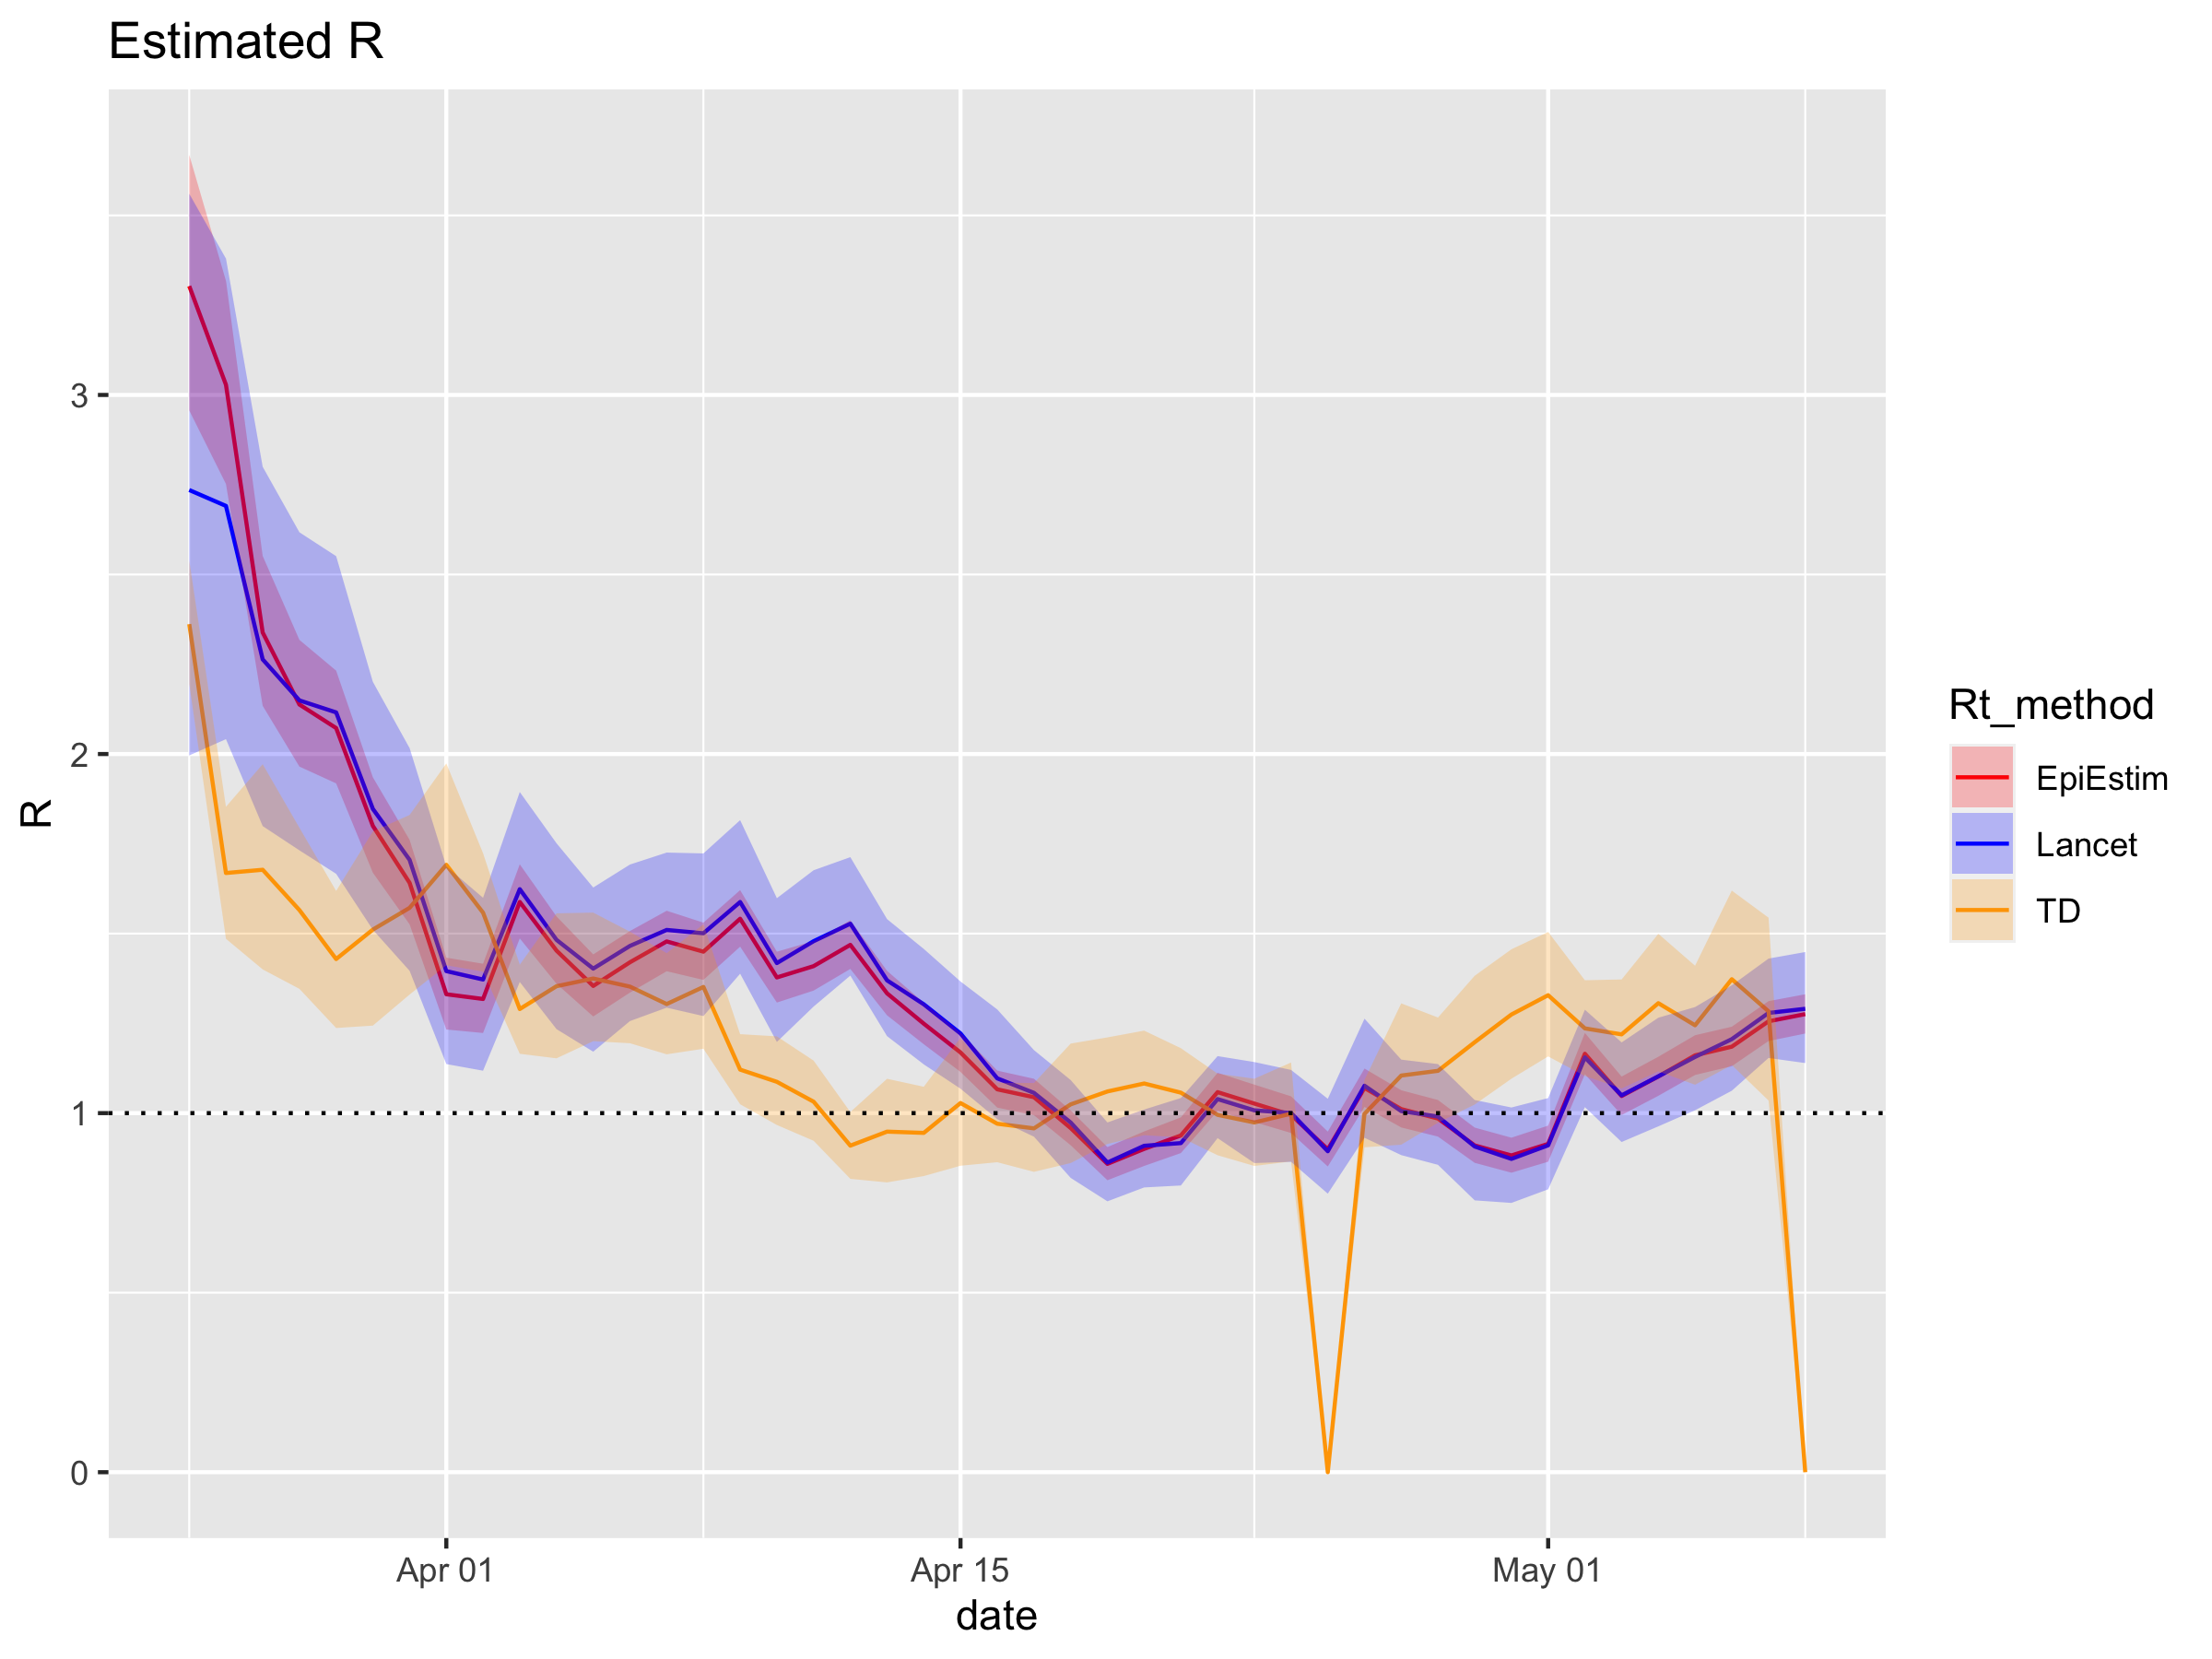 Estimated R
R
3
2
1
0
Apr 01
Apr 15
May 01
date
Rt_method
EpiEstim
Lancet
TD